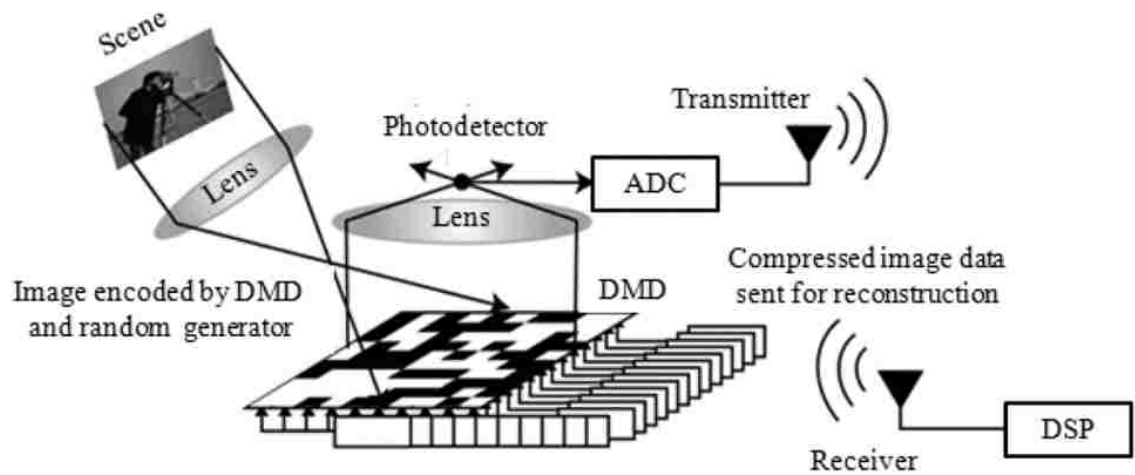 Scene
Lens
Photodetector
Transmitter
ADC
Lens
Image encoded by DMD
and random generator
DMD
Compressed image data
sent for reconstruction
Receiver
DSP